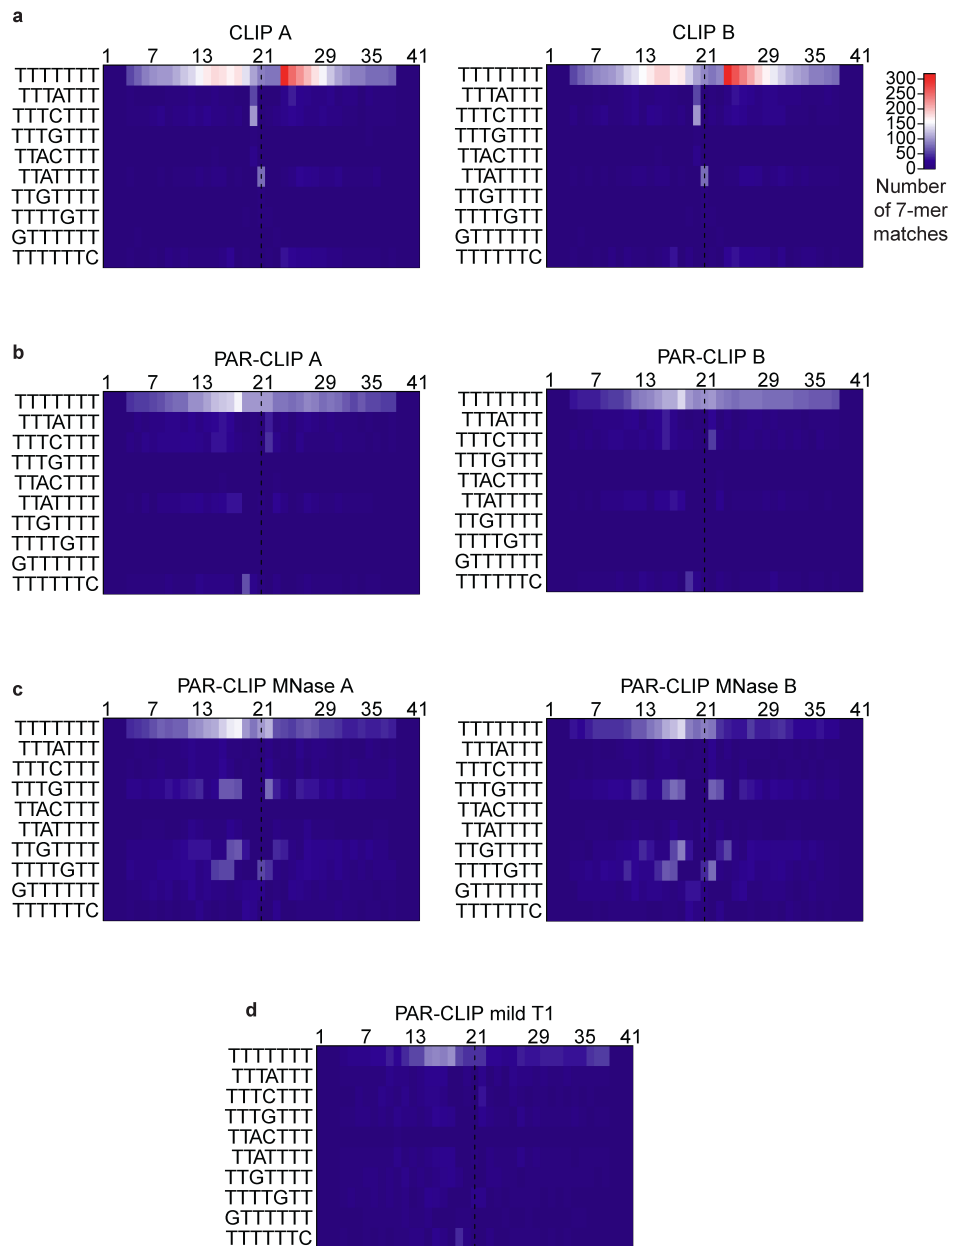 a
CLIP A
1 7 13 21 29 35 41
TTTTTTT
TTTATTT
TTTCTTT
TTTGTTT
TTACTTT
TTATTTT
TTGTTTT
TTTTGTT
GTTTTTT
TTTTTTC
CLIP B
1 7 13 21 29 35 41
TTTTTTT
TTTATTT
TTTCTTT
TTTGTTT
TTACTTT
TTATTTT
TTGTTTT
TTTTGTT
GTTTTTT
TTTTTTC
300
250
200
150
100
50
0
Number
of 7-mer
matches
b
PAR-CLIP A
1 7 13 21 29 35 41
TTTTTTT
TTTATTT
TTTCTTT
TTTGTTT
TTACTTT
TTATTTT
TTGTTTT
TTTTGTT
GTTTTTT
TTTTTTC
PAR-CLIP B
1 7 13 21 29 35 41
TTTTTTT
TTTATTT
TTTCTTT
TTTGTTT
TTACTTT
TTATTTT
TTGTTTT
TTTTGTT
GTTTTTT
TTTTTTC
c
PAR-CLIP MNase A
1 7 13 21 29 35 41
TTTTTTT
TTTATTT
TTTCTTT
TTTGTTT
TTACTTT
TTATTTT
TTGTTTT
TTTTGTT
GTTTTTT
TTTTTTC
PAR-CLIP MNase B
1 7 13 21 29 35 41
TTTTTTT
TTTATTT
TTTCTTT
TTTGTTT
TTACTTT
TTATTTT
TTGTTTT
TTTTGTT
GTTTTTT
TTTTTTC
d
PAR-CLIP mild T1
1 7 13 21 29 35 41
TTTTTTT
TTTATTT
TTTCTTT
TTTGTTT
TTACTTT
TTATTTT
TTGTTTT
TTTTGTT
GTTTTTT
TTTTTTC